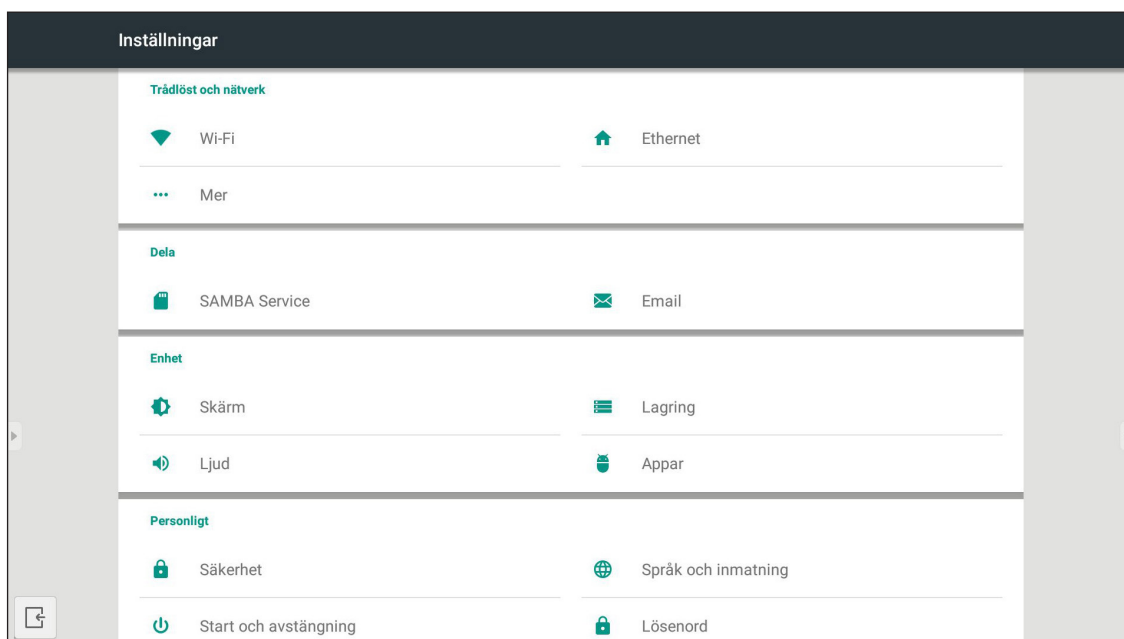 Inställningar
Trådlöst och nätverk
Wi-Fi
Ethernet
Mer
Dela
SAMBA Service
Email
Enhet
Skärm
Lagring
Ljud
Appar
Personligt
Säkerhet
Språk och inmatning
Start och avstängning
Lösenord